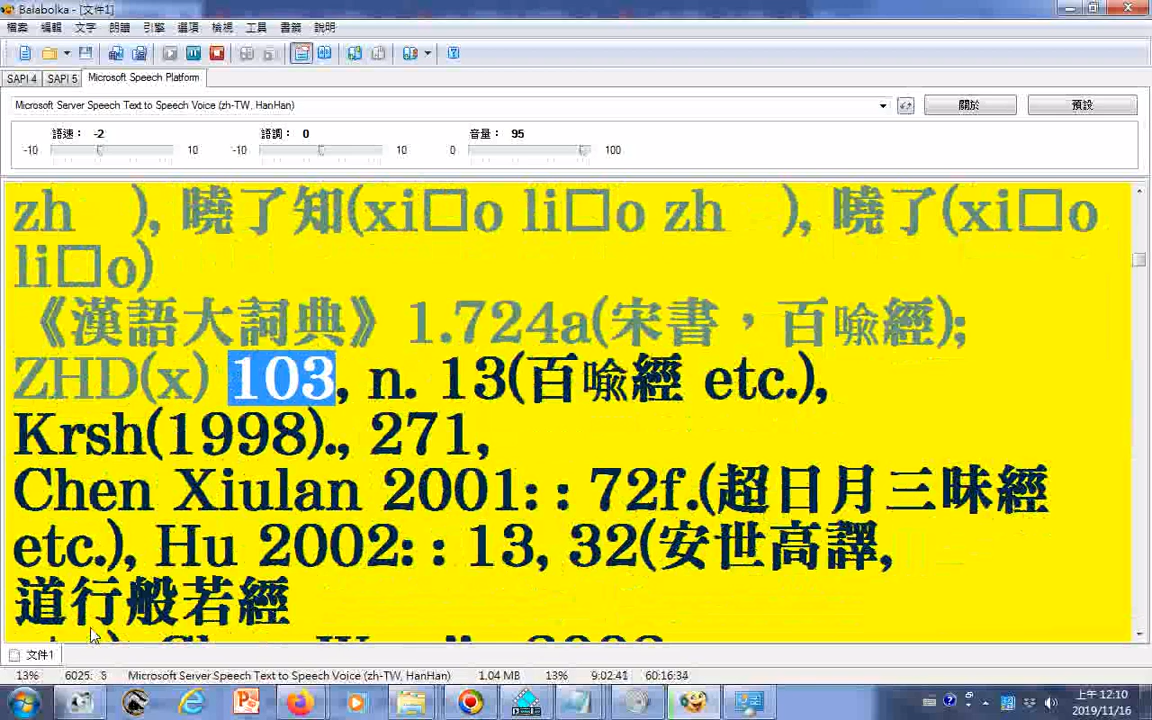 Balabolka - [文件1]
檔案 編輯 文字 朗讀 引擎 選項 檢視 工具 書籤 說明
SAPI 4 SAPI 5 Microsoft Speech Platform
Microsoft Server Speech Text to Speech Voice (zh-TW, HanHan) 關於 預設
語速： -2 語調： 0 音量： 95
-10 10 -10 10 0 100
zh ), 曉了知(xi□o li□o zh ), 曉了(xi□o
li□o)
《漢語大詞典》 1.724a(宋書，百喩經);
ZHD(x) 103, n. 13(百喩經 etc.),
Krsh(1998)., 271,
Chen Xiulan 2001: : 72f.(超日月三昧經
etc.), Hu 2002: : 13, 32(安世高譯,
道行般若經
文件1
13% 6025: 8 Microsoft Server Speech Text to Speech Voice (zh-TW, HanHan) 1.04 MB 13% 9:02:41 60:16:34
上午 12:10
2019/11/16